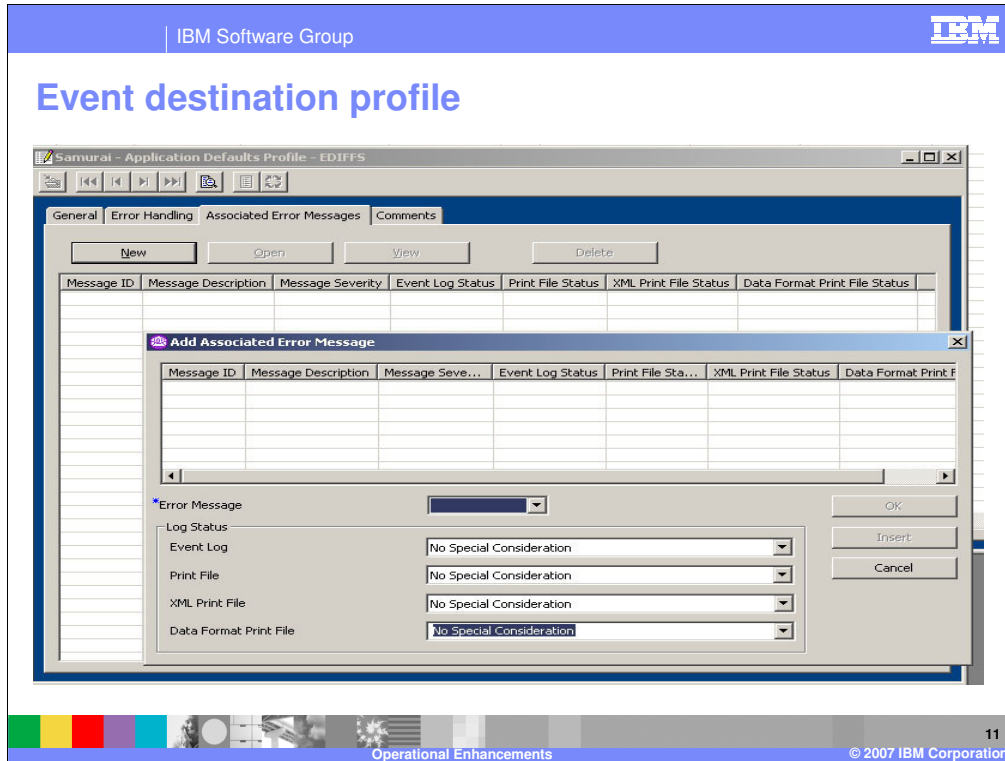 IBM Software Group
IBM
Event destination profile
Samurai - Application Defaults Profile - EDIFFS
General Error Handling Associated Error Messages Comments
New Open View Delete
Message ID Message Description Message Severity Event Log Status Print File Status XML Print File Status Data Format Print File Status
Add Associated Error Message
Message ID Message Description Message Seve... Event Log Status Print File Sta... XML Print File Status Data Format Print F
*Error Message
OK
Log Status
Insert
Event Log No Special Consideration
Cancel
Print File No Special Consideration
XML Print File No Special Consideration
Data Format Print File No Special Consideration
11
Operational Enhancements
© 2007 IBM Corporation